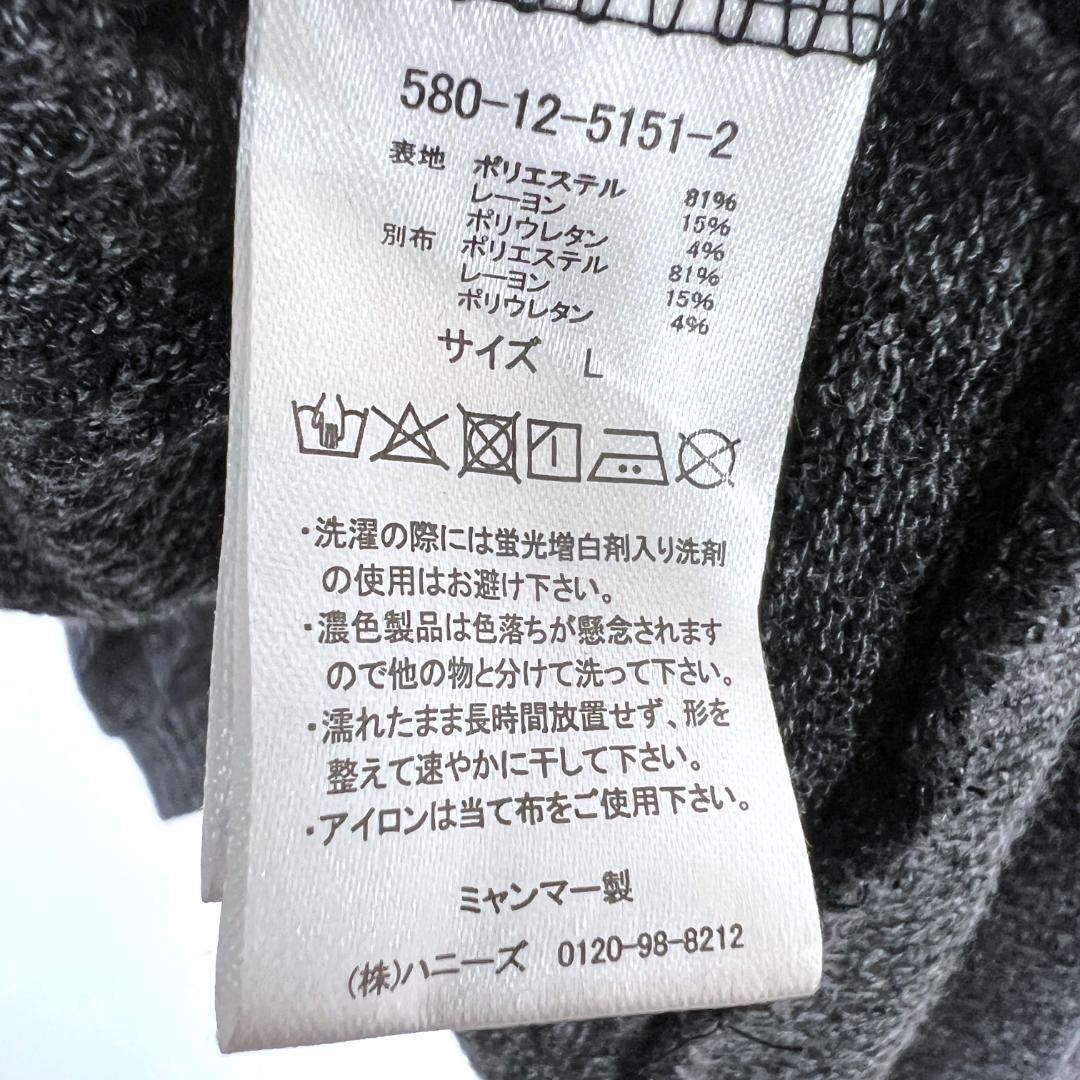 580-12-5151-2
表地 ポリエステル 81%
レーヨン 15%
ポリウレタン 4%
別布 ポリエステル 81%
レーヨン 15%
ポリウレタン 4%
サイズ L
・洗濯の際には蛍光増白剤入り洗剤
の使用はお避け下さい。
・濃色製品は色落ちが懸念されます
ので他の物と分けて洗って下さい。
・濡れたまま長時間放置せず、形を
整えて速やかに干して下さい。
・アイロンは当て布をご使用下さい。
ミャンマー製
(株)ハニーズ 0120-98-8212